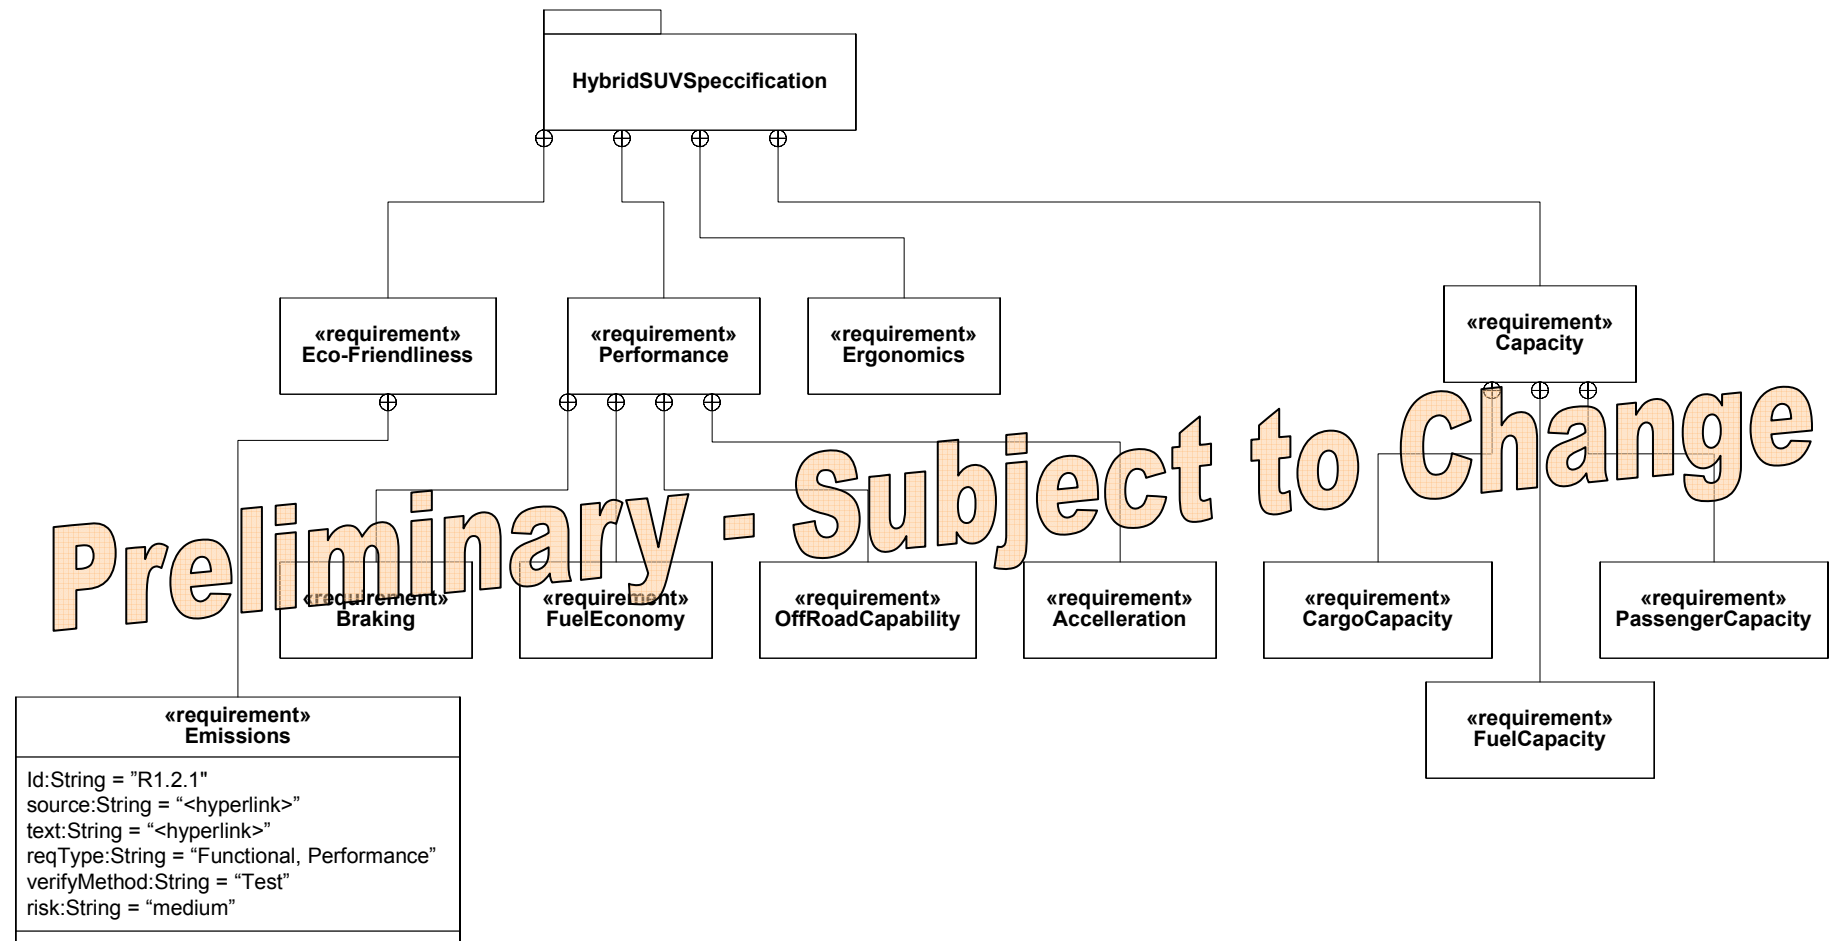 HybridSUVSpeccification
«requirement»
Eco-Friendliness
«requirement»
Performance
«requirement»
Ergonomics
«requirement»
Capacity
Preliminary - Subject to Change
«requirement»
Braking
«requirement»
FuelEconomy
«requirement»
OffRoadCapability
«requirement»
Accelleration
«requirement»
CargoCapacity
«requirement»
PassengerCapacity
«requirement»
FuelCapacity
«requirement»
Emissions
Id:String = ”R1.2.1"
source:String = “<hyperlink>”
text:String = “<hyperlink>”
reqType:String = “Functional, Performance”
verifyMethod:String = “Test”
risk:String = “medium”